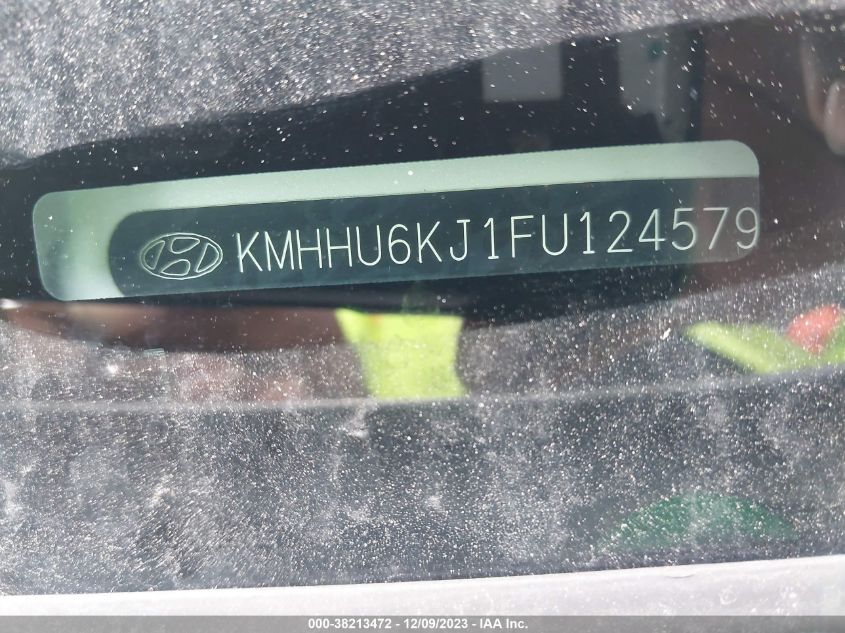 KMHHU6KJ1FU124579
000-38213472 - 12/09/2023 - IAA Inc.